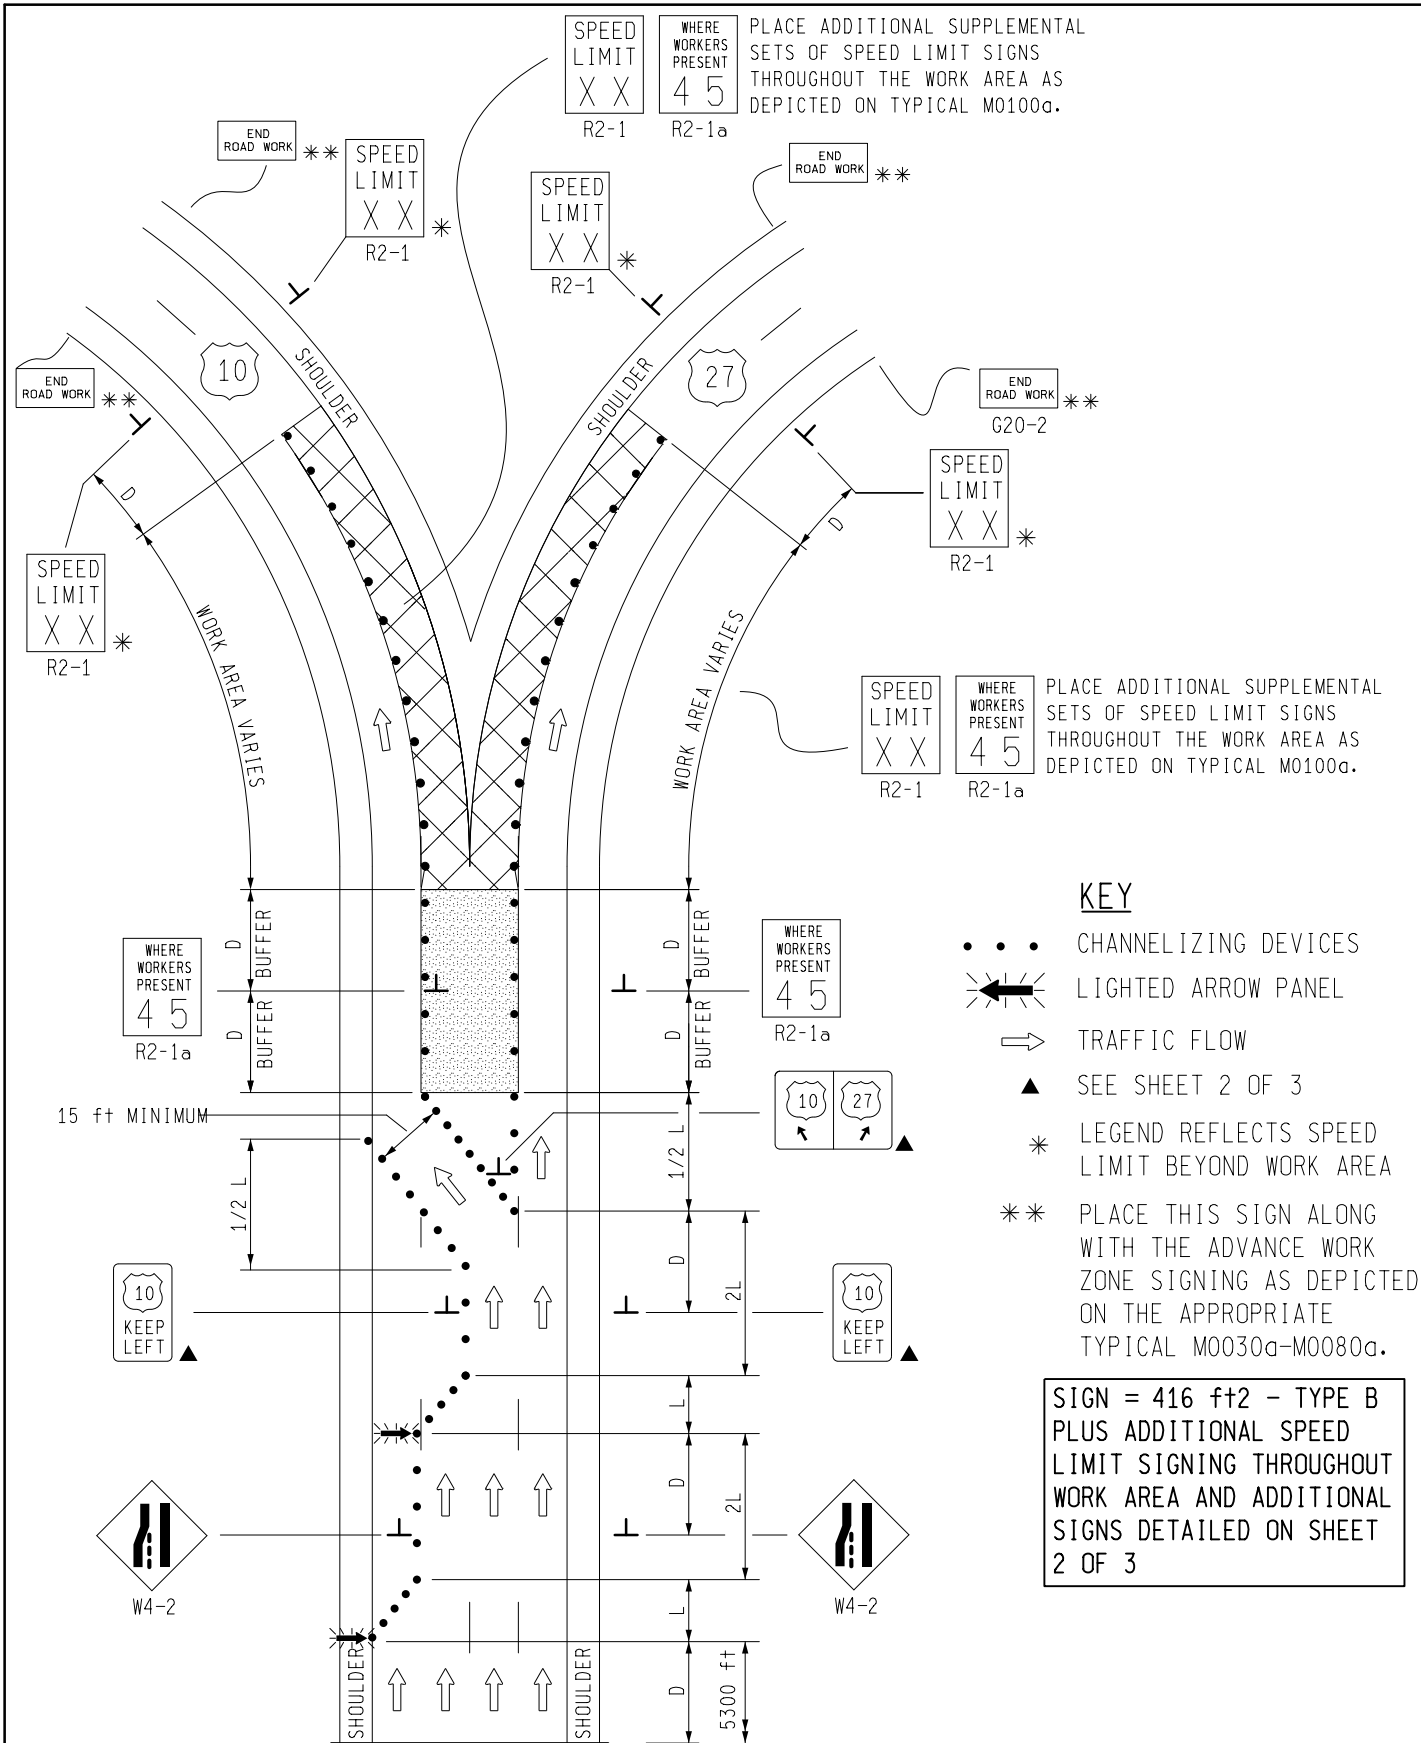 SPEED
LIMIT
X X
R2-1
WHERE
WORKERS
PRESENT
4 5
R2-1a
PLACE ADDITIONAL SUPPLEMENTAL
SETS OF SPEED LIMIT SIGNS
THROUGHOUT THE WORK AREA AS
DEPICTED ON TYPICAL M0100a.
END
ROAD WORK
**
SPEED
LIMIT
X X
*
R2-1
SPEED
LIMIT
X X
*
R2-1
END
ROAD WORK
**
10
SHOULDER
SHOULDER
27
END
ROAD WORK
**
END
ROAD WORK
**
G20-2
D
D
SPEED
LIMIT
X X
*
R2-1
SPEED
LIMIT
X X
*
R2-1
WORK AREA VARIES
WORK AREA VARIES
SPEED
LIMIT
X X
R2-1
WHERE
WORKERS
PRESENT
4 5
R2-1a
PLACE ADDITIONAL SUPPLEMENTAL
SETS OF SPEED LIMIT SIGNS
THROUGHOUT THE WORK AREA AS
DEPICTED ON TYPICAL M0100a.
D
BUFFER
D
BUFFER
WHERE
WORKERS
PRESENT
4 5
R2-1a
WHERE
WORKERS
PRESENT
4 5
R2-1a
D
BUFFER
D
BUFFER
15 ft MINIMUM
1/2 L
1/2 L
10
27
10
KEEP
LEFT
D
2L
10
KEEP
LEFT
L
D
2L
W4-2
W4-2
L
SHOULDER
SHOULDER
D
5300 ft
KEY
CHANNELIZING DEVICES
LIGHTED ARROW PANEL
TRAFFIC FLOW
▲ SEE SHEET 2 OF 3
* LEGEND REFLECTS SPEED
LIMIT BEYOND WORK AREA
** PLACE THIS SIGN ALONG
WITH THE ADVANCE WORK
ZONE SIGNING AS DEPICTED
ON THE APPROPRIATE
TYPICAL M0030a-M0080a.
SIGN = 416 ft2 - TYPE B
PLUS ADDITIONAL SPEED
LIMIT SIGNING THROUGHOUT
WORK AREA AND ADDITIONAL
SIGNS DETAILED ON SHEET
2 OF 3